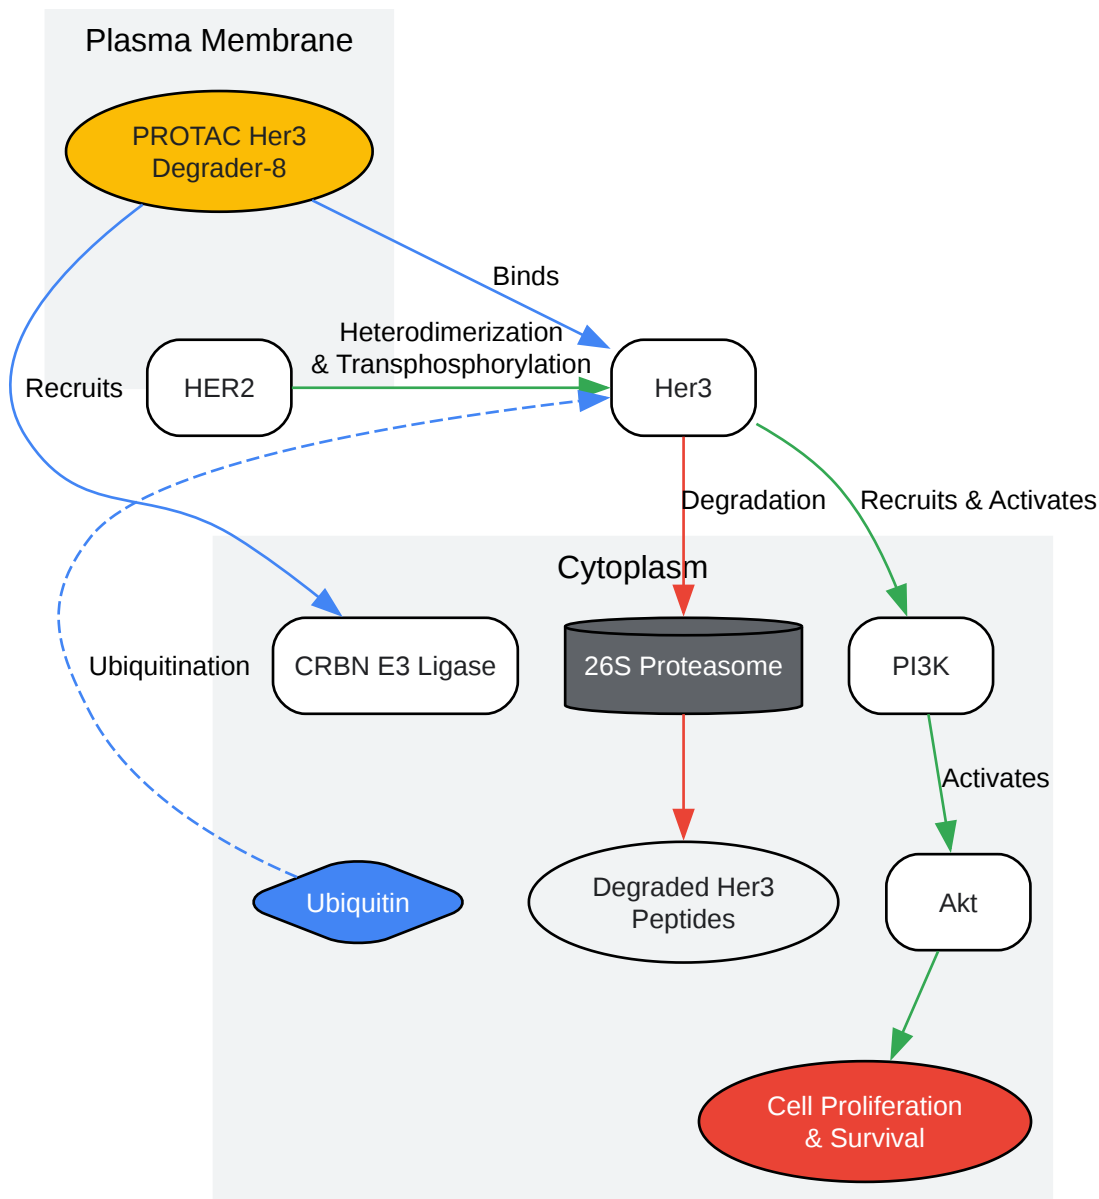 Plasma Membrane
PROTAC Her3
Degrader-8
Binds
Heterodimerization
& Transphosphorylation
Recruits
HER2
Her3
Degradation
Recruits & Activates
Cytoplasm
Ubiquitination
CRBN E3 Ligase
26S Proteasome
PI3K
Activates
Ubiquitin
Degraded Her3
Peptides
Akt
Cell Proliferation
& Survival